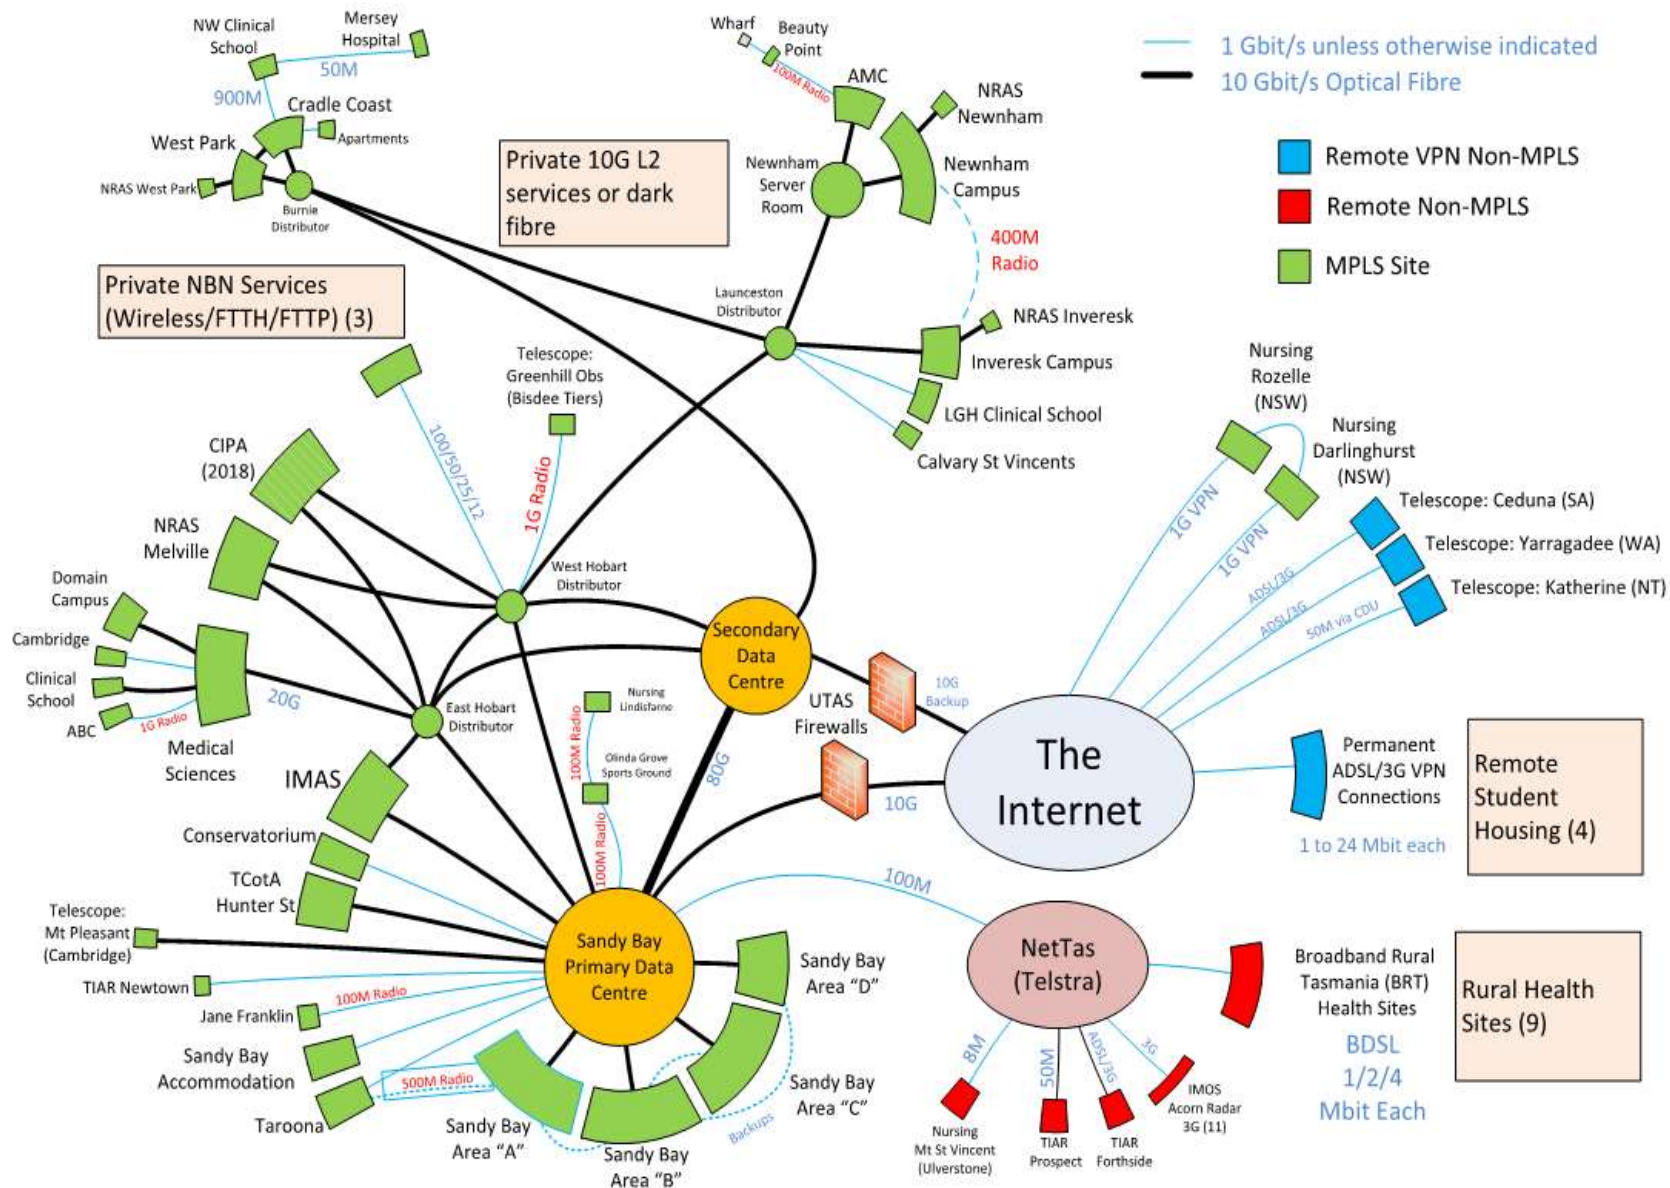 NW Clinical
School
Mersey
Hospital
50M
900M
Cradle Coast
Apartments
West Park
NRAS West Park
Burnie
Distributor
Private 10G L2
services or dark
fibre
Wharf
Beauty
Point
100M Radio
AMC
NRAS
Newnham
Newnham
Server
Room
Newnham
Campus
400M
Radio
Launceston
Distributor
NRAS Inveresk
Inveresk Campus
LGH Clinical School
Calvary St Vincents
1 Gbit/s unless otherwise indicated
10 Gbit/s Optical Fibre
Remote VPN Non-MPLS
Remote Non-MPLS
MPLS Site
Private NBN Services
(Wireless/FTTH/FTTP) (3)
100/50/25/12
Telescope:
Greenhill Obs
(Bisdee Tiers)
1G Radio
CIPA
(2018)
NRAS
Melville
Domain
Campus
Cambridge
Clinical
School
ABC
1G Radio
Medical
Sciences
20G
West Hobart
Distributor
East Hobart
Distributor
Secondary
Data
Centre
UTAS
Firewalls
10G
Backup
10G
80G
The
Internet
Nursing
Rozelle
(NSW)
Nursing
Darlinghurst
(NSW)
1G VPN
1G VPN
Telescope: Ceduna (SA)
Telescope: Yarragadee (WA)
Telescope: Katherine (NT)
ADSL/3G
ADSL/3G
50M via CDU
Permanent
ADSL/3G VPN
Connections
1 to 24 Mbit each
Remote
Student
Housing (4)
Nursing
Lindisfarne
100M Radio
Olinda Grove
Sports Ground
100M Radio
IMAS
Conservatorium
TCotA
Hunter St
Telescope:
Mt Pleasant
(Cambridge)
TIAR Newtown
Jane Franklin
100M Radio
Sandy Bay
Accommodation
Taroona
500M Radio
Sandy Bay
Primary Data
Centre
Sandy Bay
Area "D"
Sandy Bay
Area "C"
Sandy Bay
Area "A"
Sandy Bay
Area "B"
Backups
100M
NetTas
(Telstra)
8M
50M
ADSL/3G
3G
Nursing
Mt St Vincent
(Ulverstone)
TIAR
Prospect
TIAR
Forthside
IMOS
Acorn Radar
3G (11)
Broadband Rural
Tasmania (BRT)
Health Sites
BDSL
1/2/4
Mbit Each
Rural Health
Sites (9)